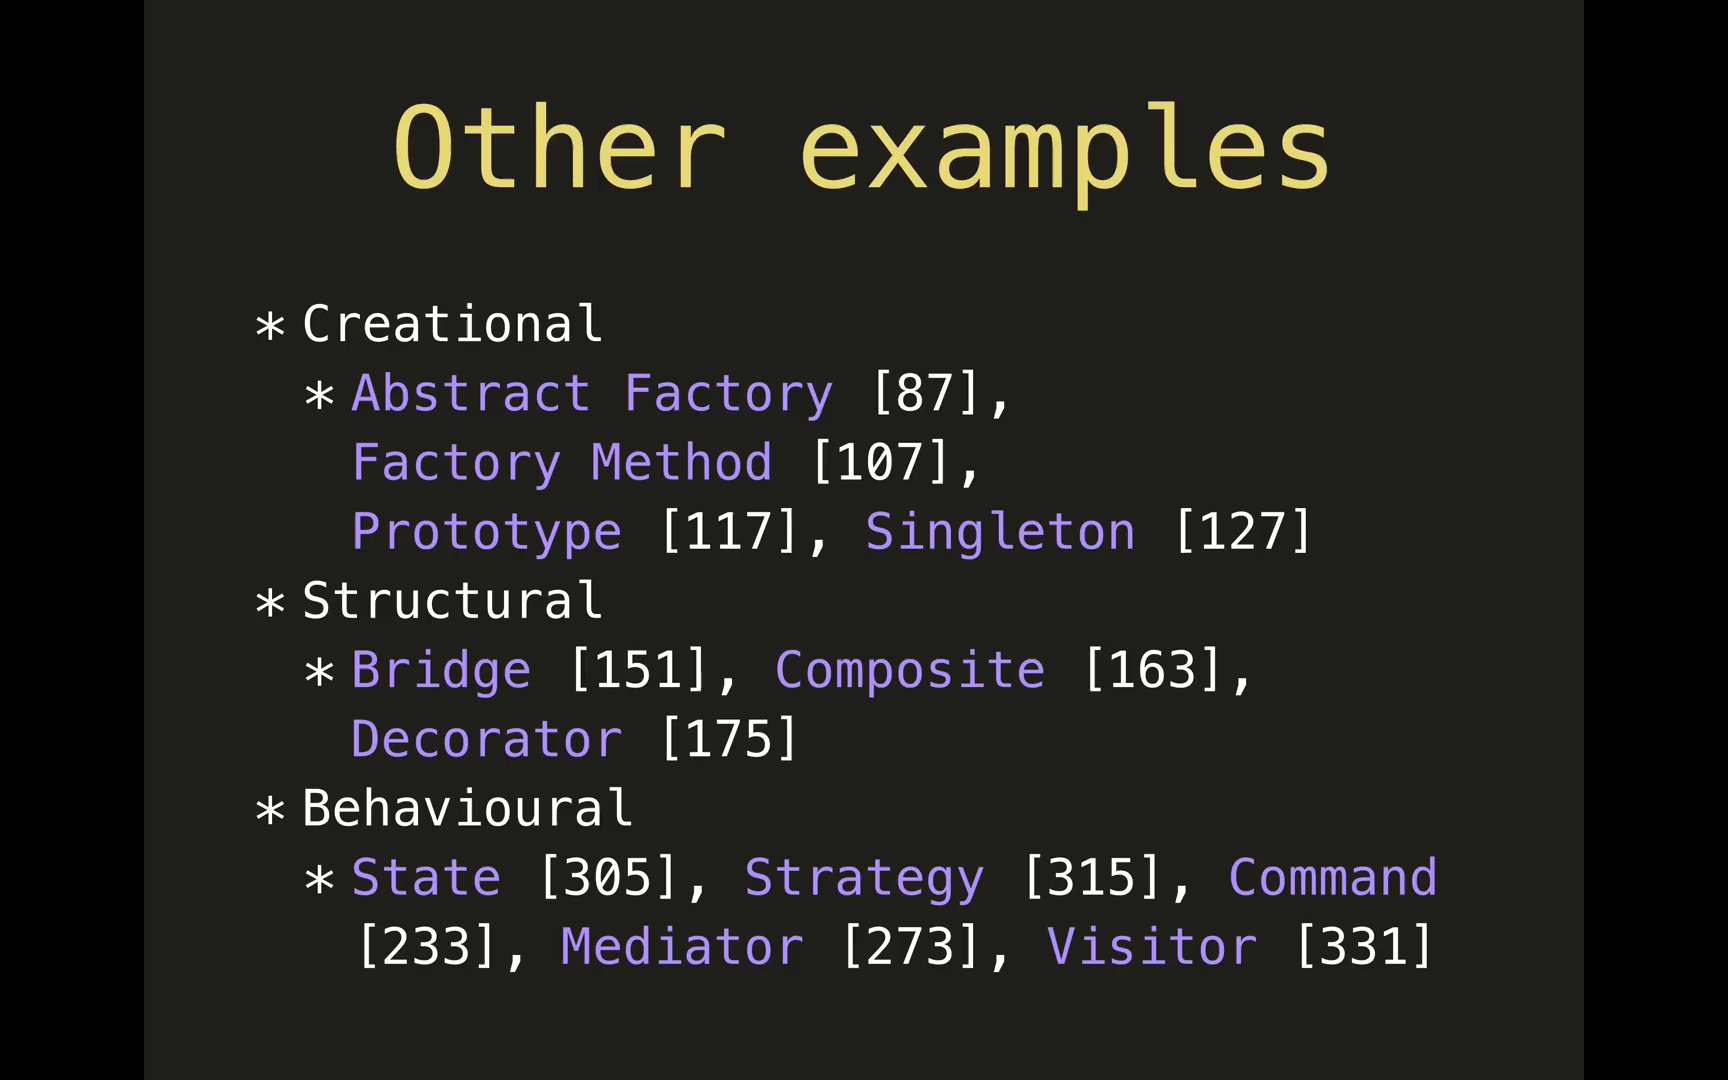 Other examples
* Creational
* Abstract Factory [87],
Factory Method [107],
Prototype [117], Singleton [127]
* Structural
* Bridge [151], Composite [163],
Decorator [175]
* Behavioural
* State [305], Strategy [315], Command
[233], Mediator [273], Visitor [331]